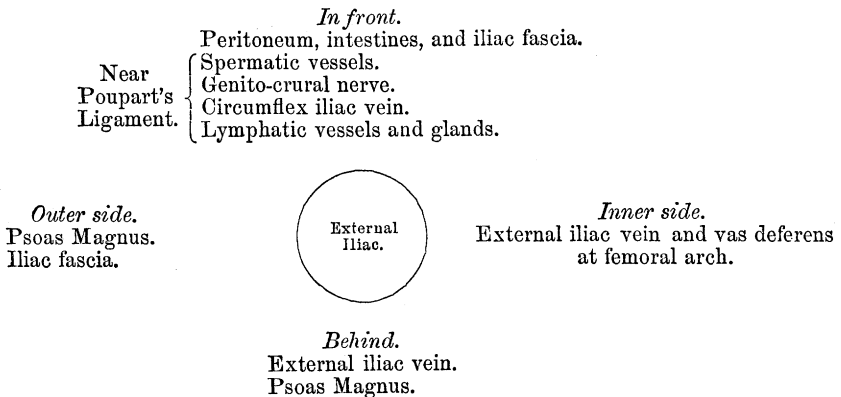 In front.
Peritoneum, intestines, and iliac fascia.
Near
Poupart's
Ligament.
Spermatic vessels.
Genito-crural nerve.
Circumflex iliac vein.
Lymphatic vessels and glands.
Outer side.
Psoas Magnus.
Iliac fascia.
External
Iliac.
Inner side.
External iliac vein and vas deferens
at femoral arch.
Behind.
External iliac vein.
Psoas Magnus.